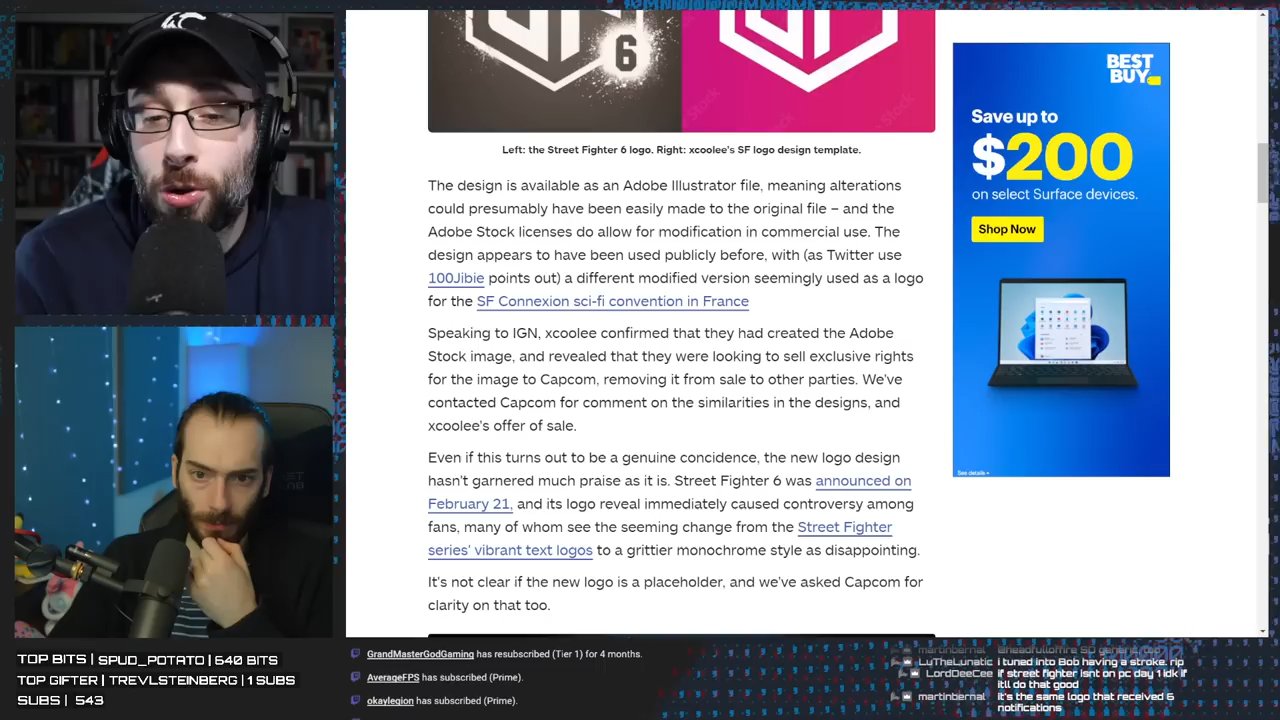 6
Left: the Street Fighter 6 logo. Right: xcoolee's SF logo design template.
The design is available as an Adobe Illustrator file, meaning alterations
could presumably have been easily made to the original file – and the
Adobe Stock licenses do allow for modification in commercial use. The
design appears to have been used publicly before, with (as Twitter use
100Jibie points out) a different modified version seemingly used as a logo
for the SF Connexion sci-fi convention in France
Speaking to IGN, xcoolee confirmed that they had created the Adobe
Stock image, and revealed that they were looking to sell exclusive rights
for the image to Capcom, removing it from sale to other parties. We've
contacted Capcom for comment on the similarities in the designs, and
xcoolee's offer of sale.
Even if this turns out to be a genuine concidence, the new logo design
hasn't garnered much praise as it is. Street Fighter 6 was announced on
February 21, and its logo reveal immediately caused controversy among
fans, many of whom see the seeming change from the Street Fighter
series' vibrant text logos to a grittier monochrome style as disappointing.
It's not clear if the new logo is a placeholder, and we've asked Capcom for
clarity on that too.
BEST
BUY
Save up to
$200
on select Surface devices.
Shop Now
See details
TOP BITS | SPUD_POTATO | 640 BITS
TOP GIFTER | TREVLSTEINBERG | 1 SUBS
SUBS | 543
GrandMasterGodGaming has resubscribed (Tier 1) for 4 months.
AverageFPS has subscribed (Prime).
okaylegion has subscribed (Prime).
LuTheLunatic i tuned into Bob having a stroke. rip
LordDeeCee if street fighter isnt on pc day 1 idk if
itll do that good
martinbernal it's the same logo that received 6
notifications